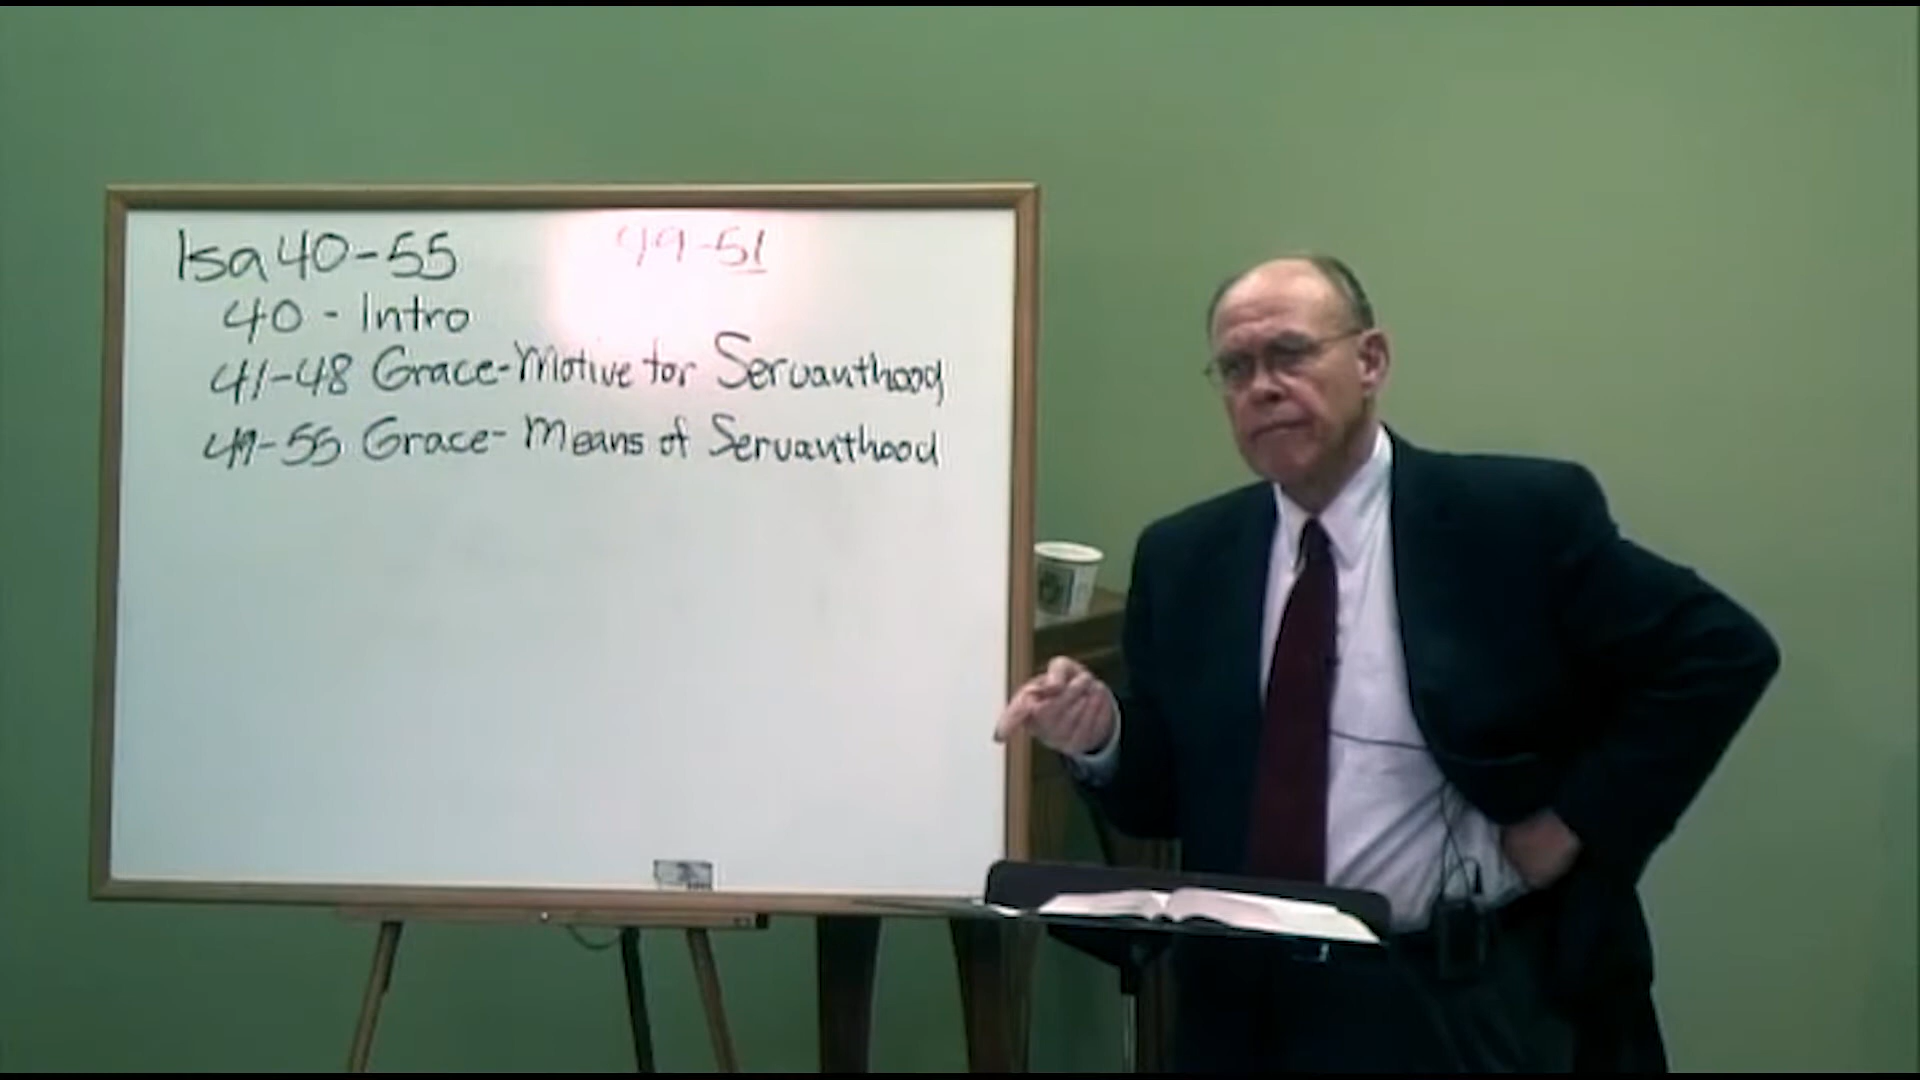 Isa 40-55
49-51
40 - Intro
41-48 Grace-Motive for Servanthood
49-55 Grace-Means of Servanthood